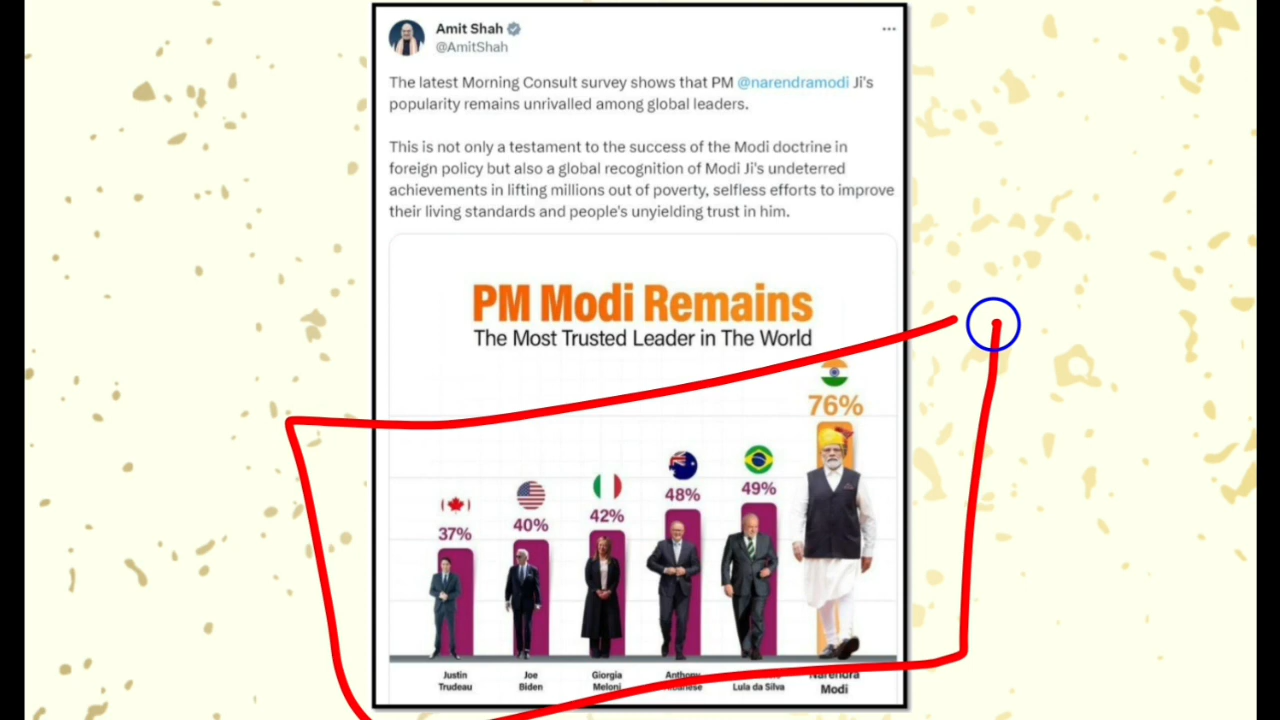 Amit Shah
@AmitShah
The latest Morning Consult survey shows that PM @narendramodi Ji's
popularity remains unrivalled among global leaders.
This is not only a testament to the success of the Modi doctrine in
foreign policy but also a global recognition of Modi Ji's undeterred
achievements in lifting millions out of poverty, selfless efforts to improve
their living standards and people's unyielding trust in him.
PM Modi Remains
The Most Trusted Leader in The World
76%
49%
48%
42%
40%
37%
Justin
Trudeau
Joe
Biden
Giorgia
Meloni
Anthony
Lula da Silva
Narendra
Modi